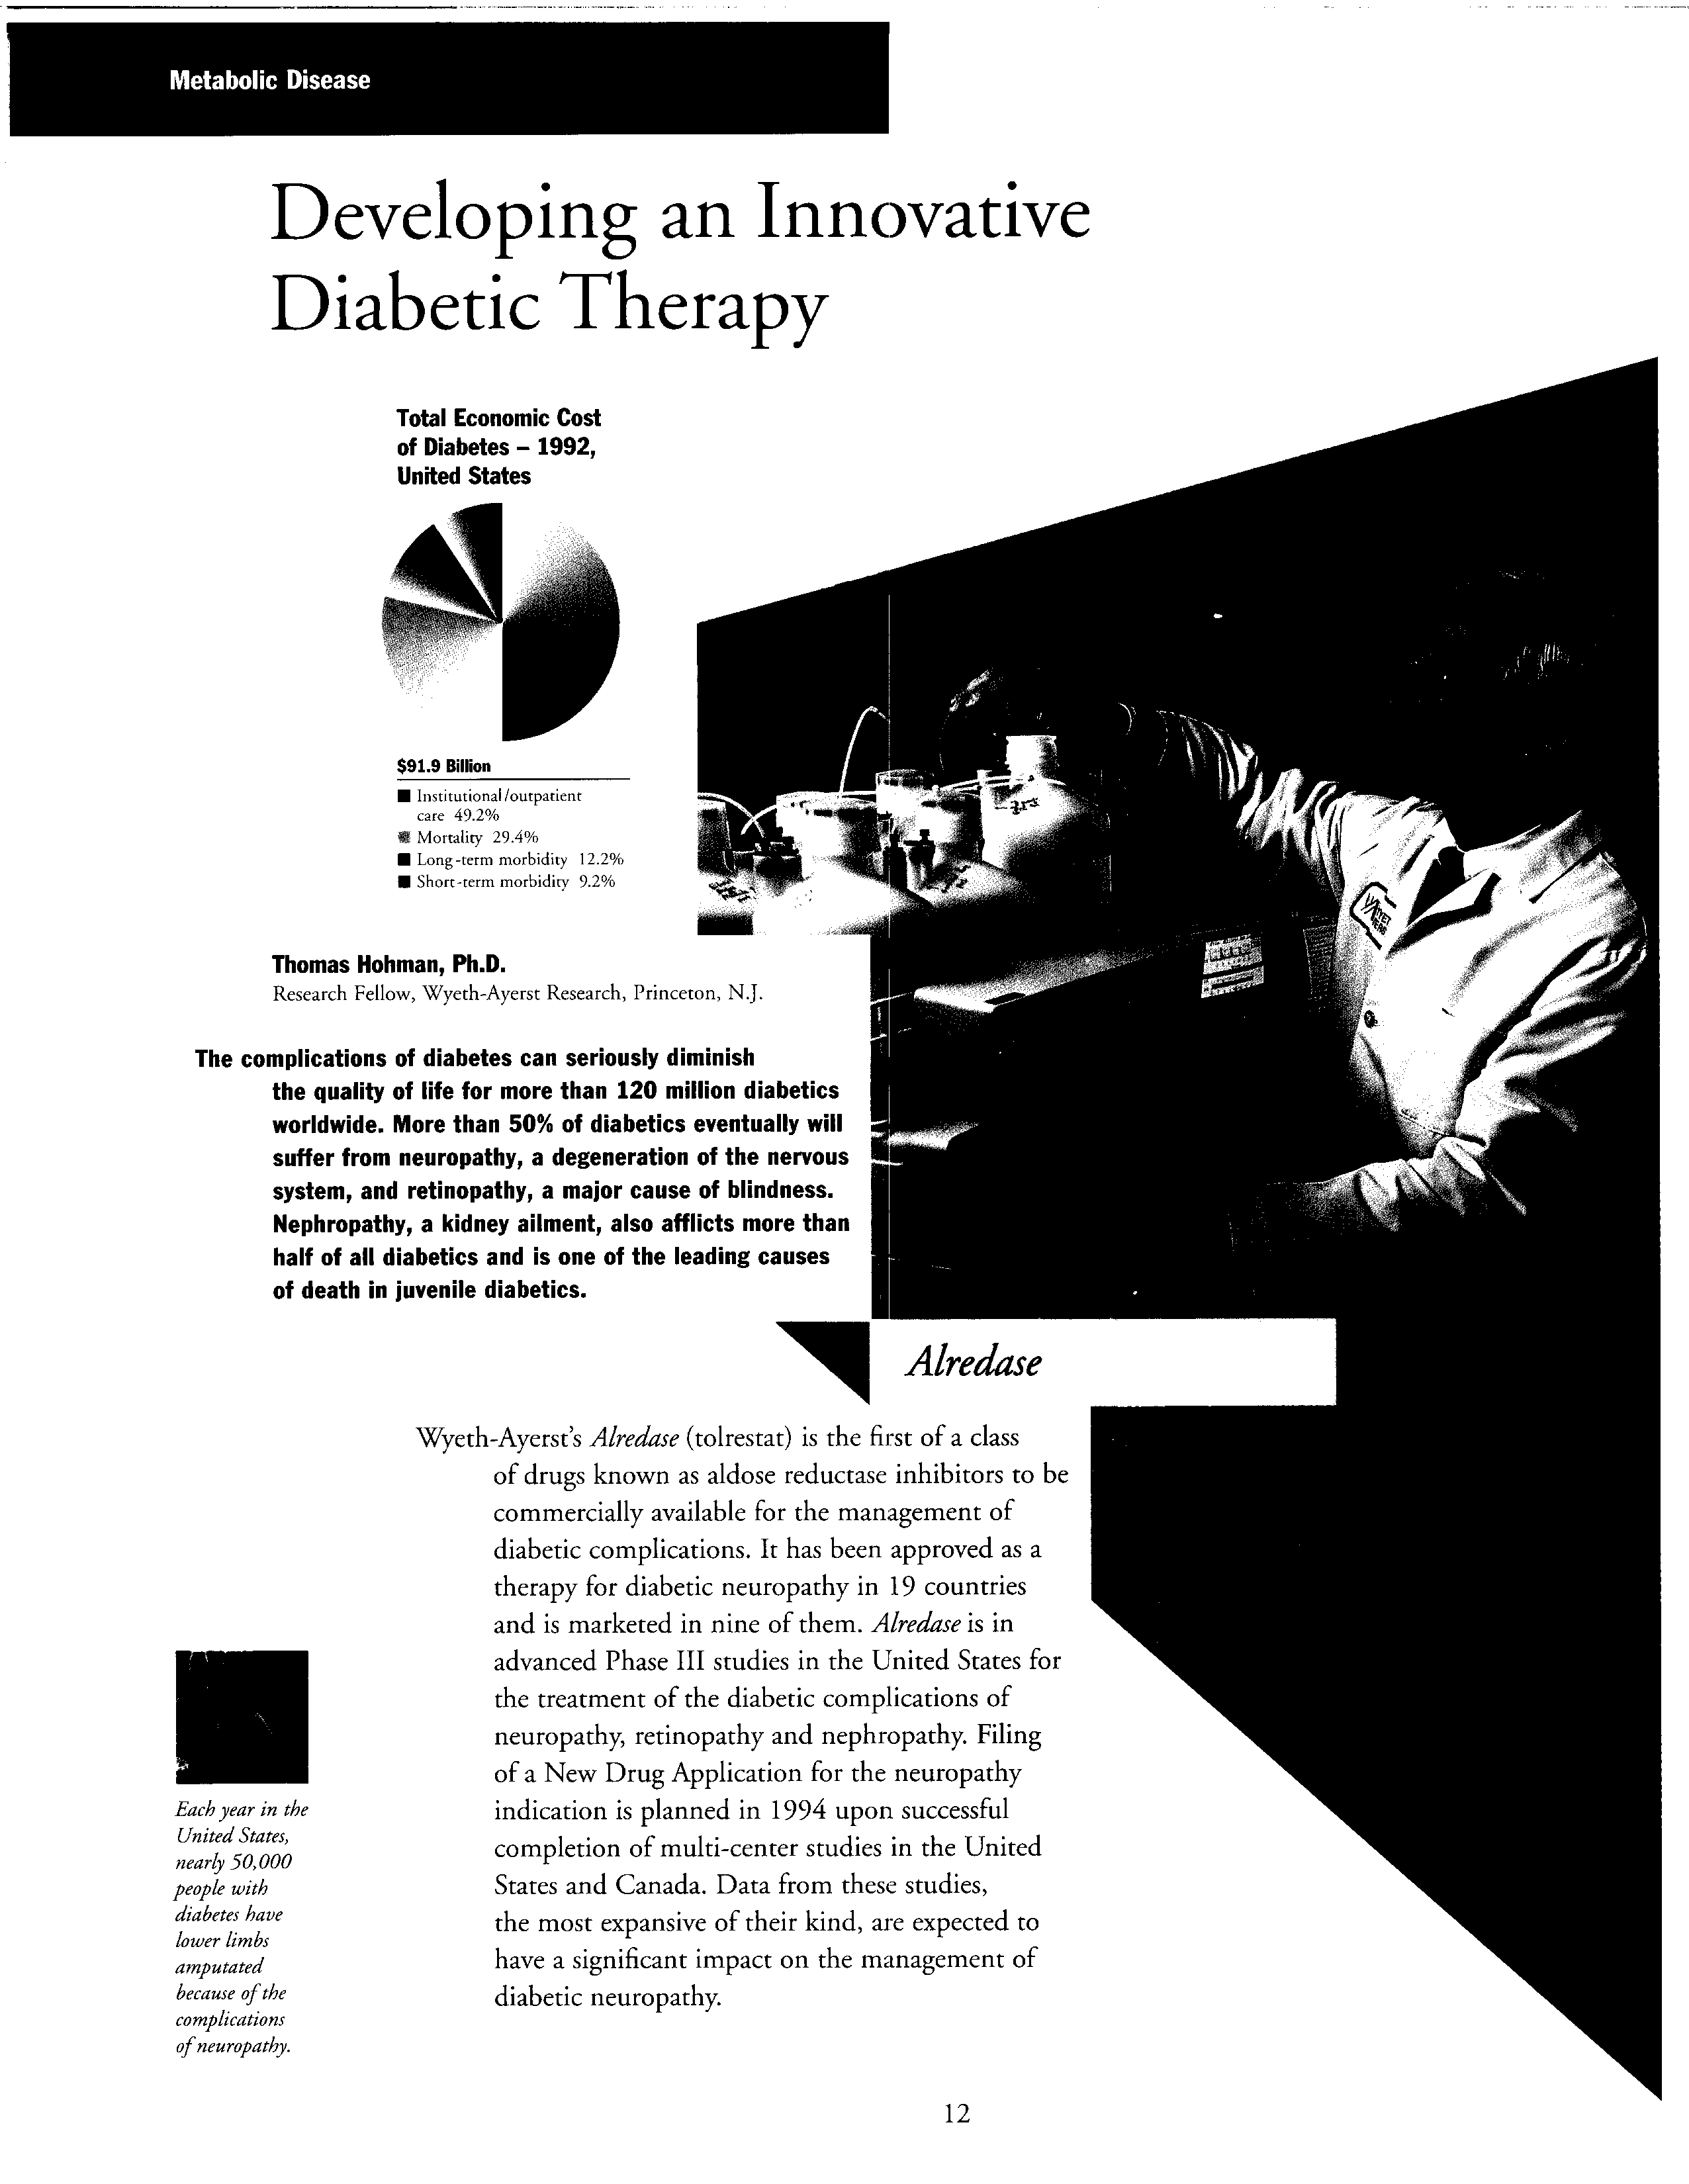 Metabolic Disease
Developing an Innovative
Diabetic Therapy
Total Economic Cost
of Diabetes – 1992,
United States
$91.9 Billion
■ Institutional/outpatient
care 49.2%
■ Mortality 29.4%
■ Long-term morbidity 12.2%
■ Short-term morbidity 9.2%
Thomas Hohman, Ph.D.
Research Fellow, Wyeth-Ayerst Research, Princeton, N.J.
The complications of diabetes can seriously diminish
the quality of life for more than 120 million diabetics
worldwide. More than 50% of diabetics eventually will
suffer from neuropathy, a degeneration of the nervous
system, and retinopathy, a major cause of blindness.
Nephropathy, a kidney ailment, also afflicts more than
half of all diabetics and is one of the leading causes
of death in juvenile diabetics.
Alredase
Wyeth-Ayerst's Alredase (tolrestat) is the first of a class
of drugs known as aldose reductase inhibitors to be
commercially available for the management of
diabetic complications. It has been approved as a
therapy for diabetic neuropathy in 19 countries
and is marketed in nine of them. Alredase is in
advanced Phase III studies in the United States for
the treatment of the diabetic complications of
neuropathy, retinopathy and nephropathy. Filing
of a New Drug Application for the neuropathy
indication is planned in 1994 upon successful
completion of multi-center studies in the United
States and Canada. Data from these studies,
the most expansive of their kind, are expected to
have a significant impact on the management of
diabetic neuropathy.
Each year in the
United States,
nearly 50,000
people with
diabetes have
lower limbs
amputated
because of the
complications
of neuropathy.
12